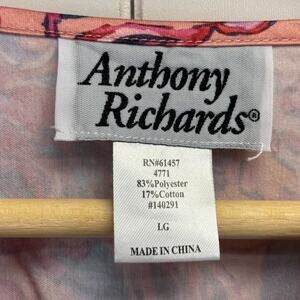 Anthony
Richards®
RN#61457
4771
83%Polyester
17%Cotton
#140291
LG
MADE IN CHINA